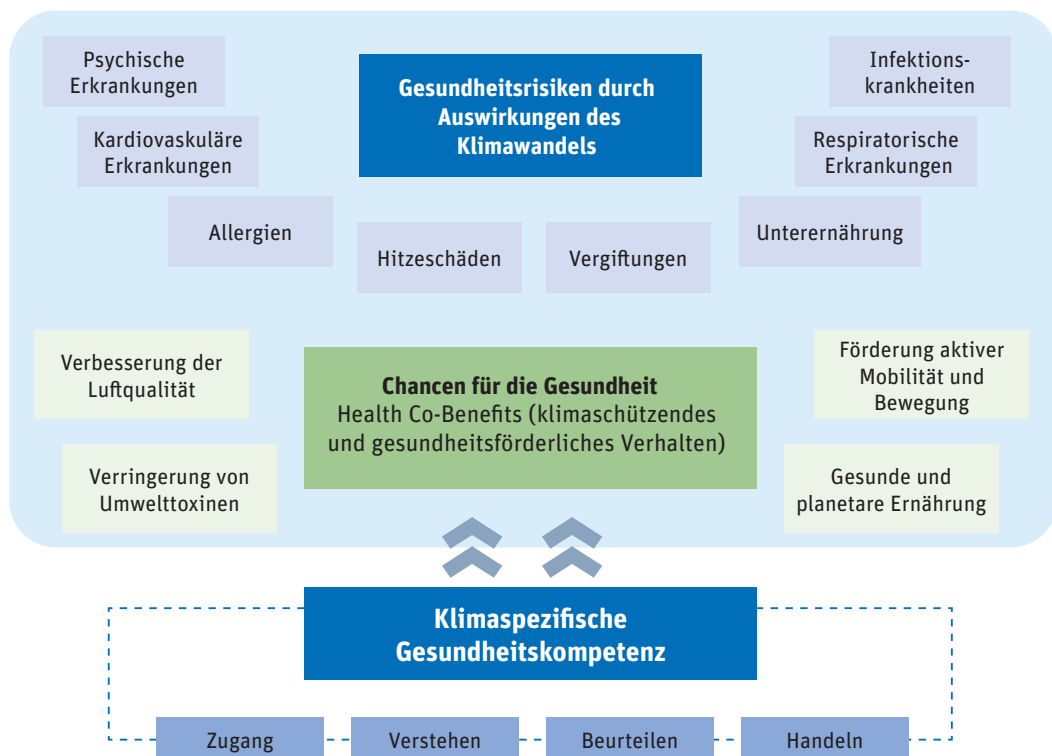 Psychische
Erkrankungen
Kardiovaskuläre
Erkrankungen
Allergien
Hitzeschäden
Gesundheitsrisiken durch
Auswirkungen des
Klimawandels
Vergiftungen
Unterernährung
Respiratorische
Erkrankungen
Infektions-
krankheiten
Verbesserung der
Luftqualität
Verringerung von
Umwelttoxinen
Chancen für die Gesundheit
Health Co-Benefits (klimaschützendes
und gesundheitsförderliches Verhalten)
Förderung aktiver
Mobilität und
Bewegung
Gesunde und
planetare Ernährung
Klimaspezifische
Gesundheitskompetenz
Zugang
Verstehen
Beurteilen
Handeln